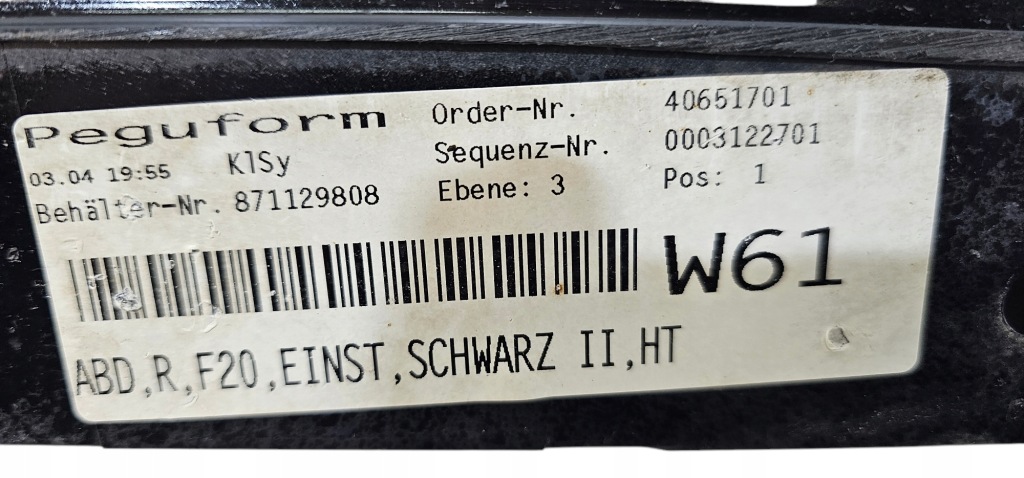 Peguform Order-Nr. 40651701
03.04 19:55 KlSy Sequenz-Nr. 0003122701
Behälter-Nr. 871129808 Ebene: 3 Pos: 1
W61
ABD,R,F20,EINST,SCHWARZ II,HT